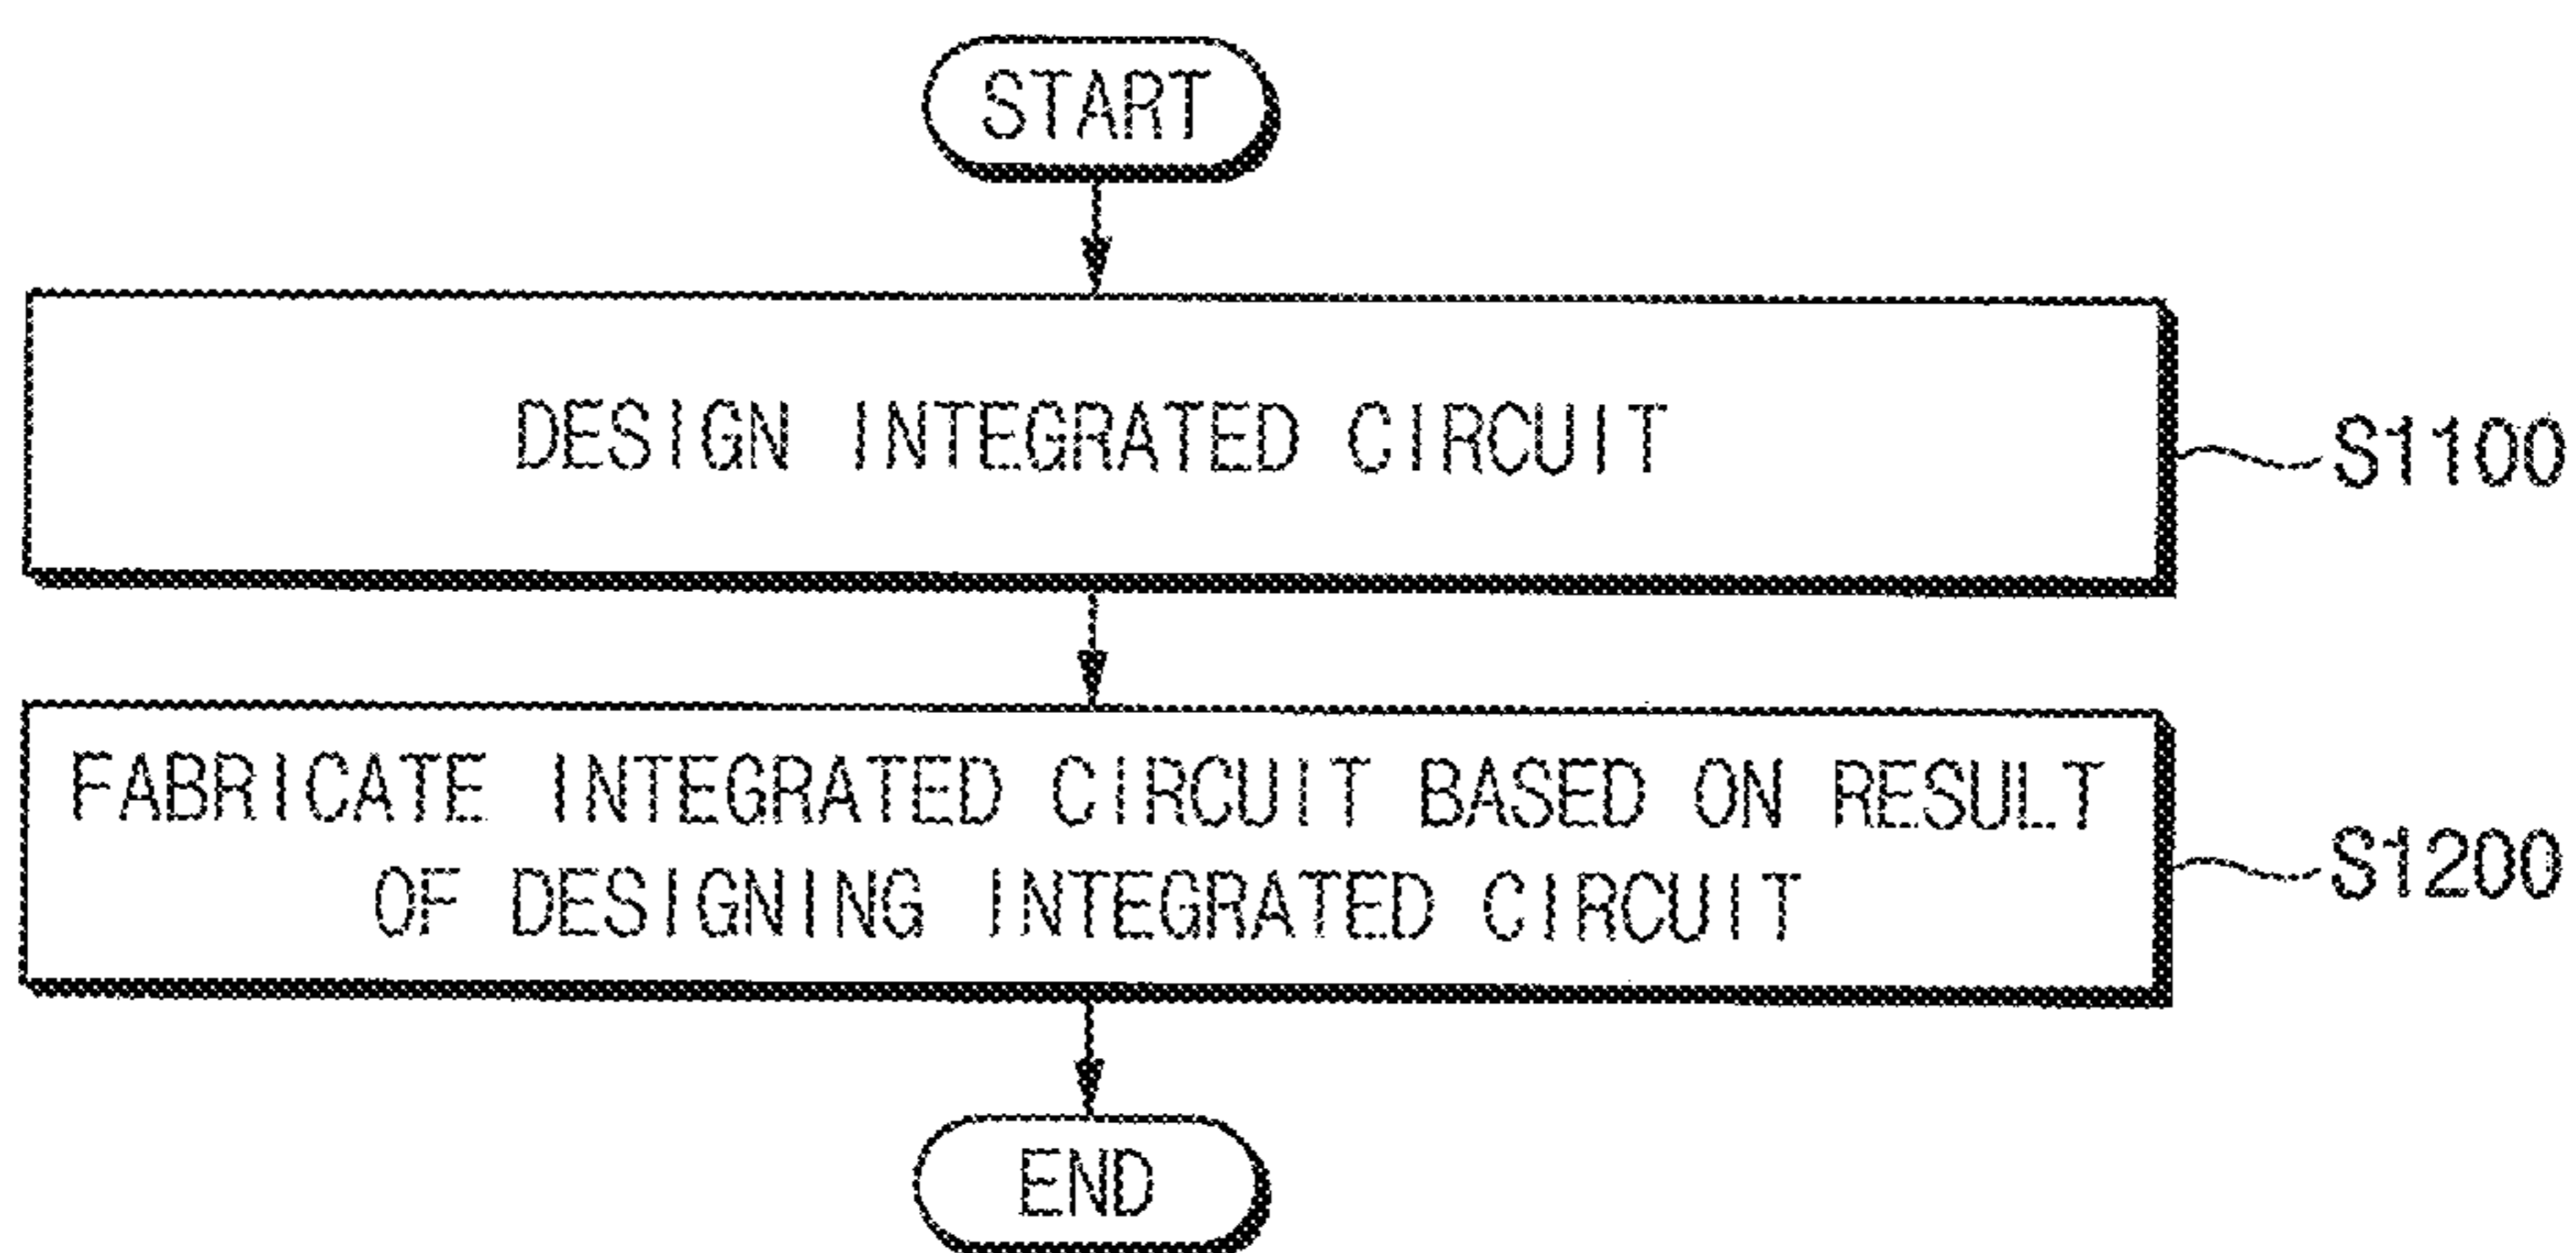 START
DESIGN INTEGRATED CIRCUIT
S1100
FABRICATE INTEGRATED CIRCUIT BASED ON RESULT
OF DESIGNING INTEGRATED CIRCUIT
S1200
END